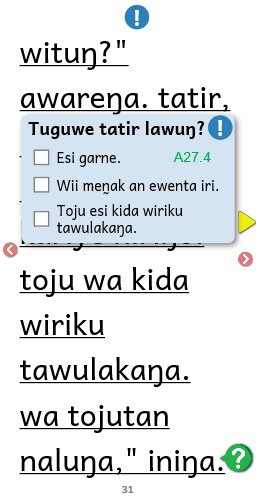 wituŋ?"
awareŋa. tatir,
Tuguwe tatir lawuŋ?
Esi garne. A27.4
Wii meŋak an ewenta iri.
Toju esi kida wiriku
tawulakaŋa.
toju wa kida
wiriku
tawulakaŋa.
wa tojutan
naluŋa," iniŋa.
31